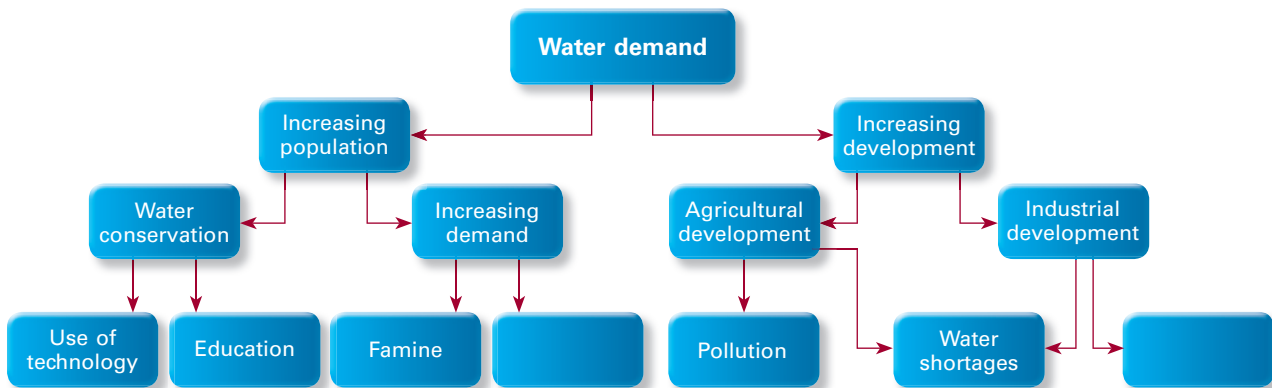 Water demand
Increasing
population
Increasing
development
Water
conservation
Increasing
demand
Agricultural
development
Industrial
development
Use of
technology
Education
Famine
Pollution
Water
shortages